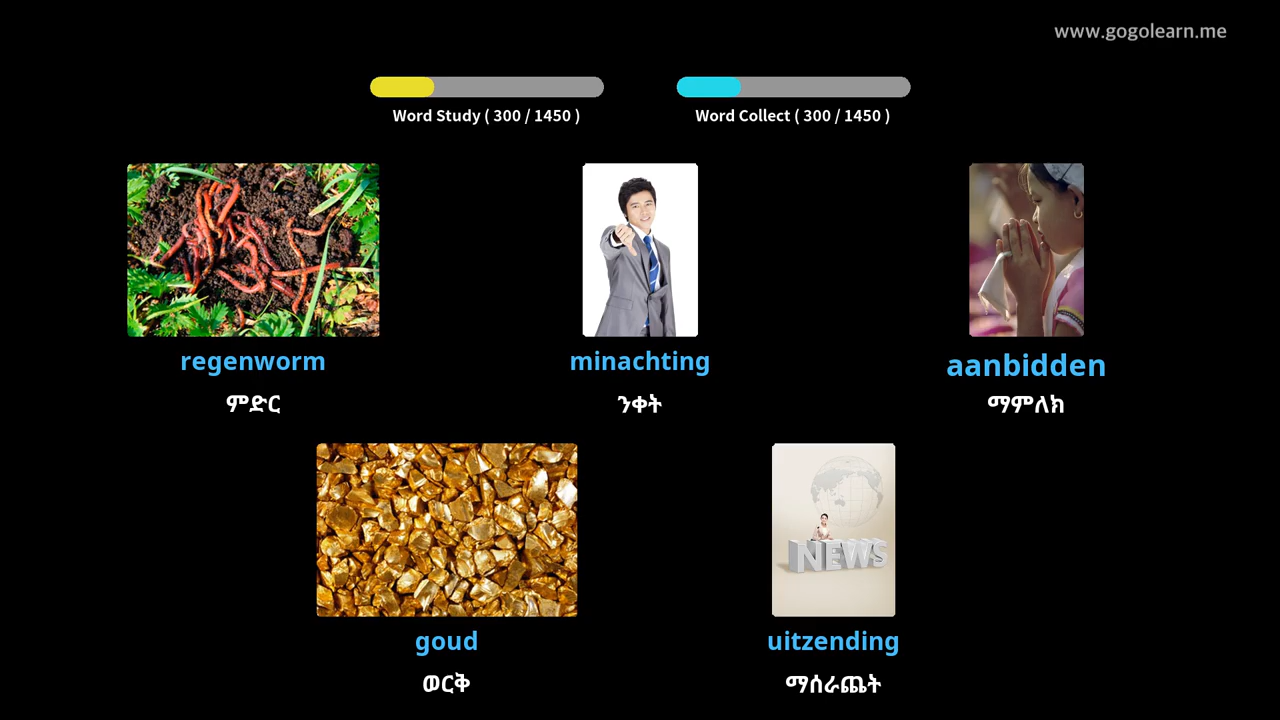 www.gogolearn.me
Word Study ( 300 / 1450 )
Word Collect ( 300 / 1450 )
regenworm
minachting
aanbidden
ምድር
ንቀት
ማምለክ
NEWS
goud
uitzending
ወርቅ
ማሰራጨት